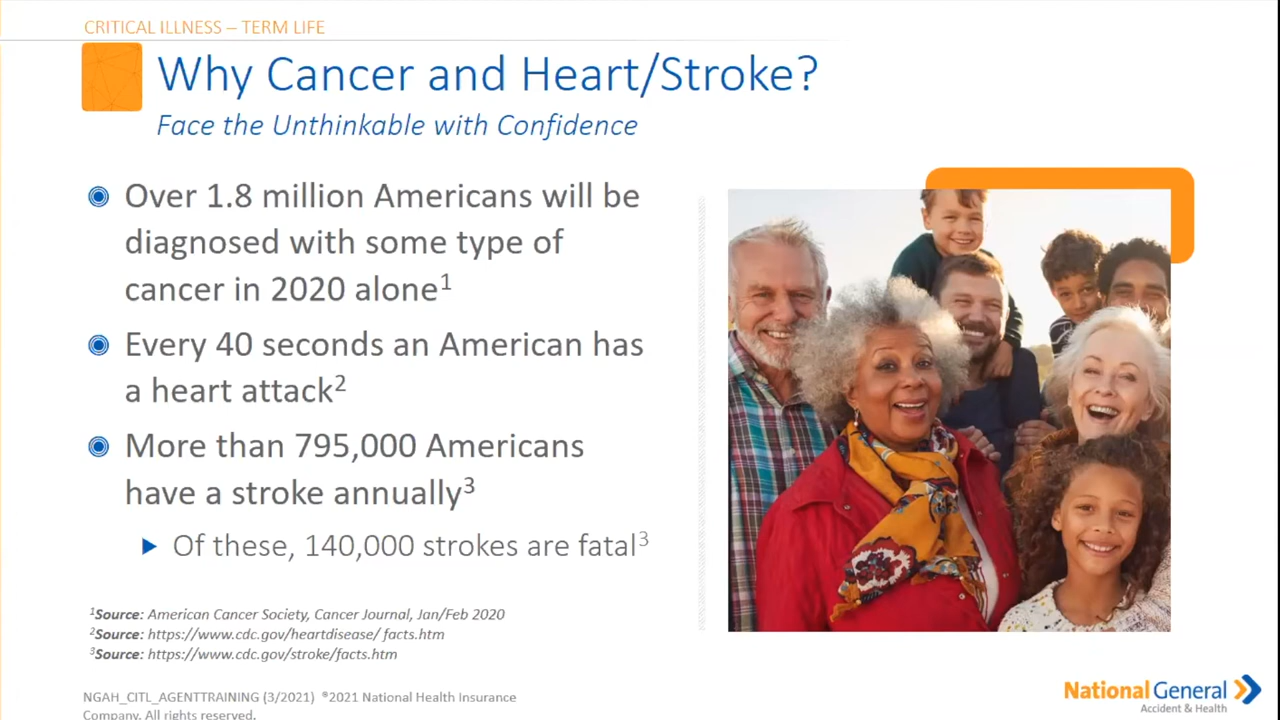 CRITICAL ILLNESS – TERM LIFE
Why Cancer and Heart/Stroke?
Face the Unthinkable with Confidence
Over 1.8 million Americans will be
diagnosed with some type of
cancer in 2020 alone¹
Every 40 seconds an American has
a heart attack²
More than 795,000 Americans
have a stroke annually³
Of these, 140,000 strokes are fatal³
¹Source: American Cancer Society, Cancer Journal, Jan/Feb 2020
²Source: https://www.cdc.gov/heartdisease/ facts.htm
³Source: https://www.cdc.gov/stroke/facts.htm
NGAH_CITL_AGENTTRAINING (3/2021) ®2021 National Health Insurance
Company. All rights reserved.
National General
Accident & Health